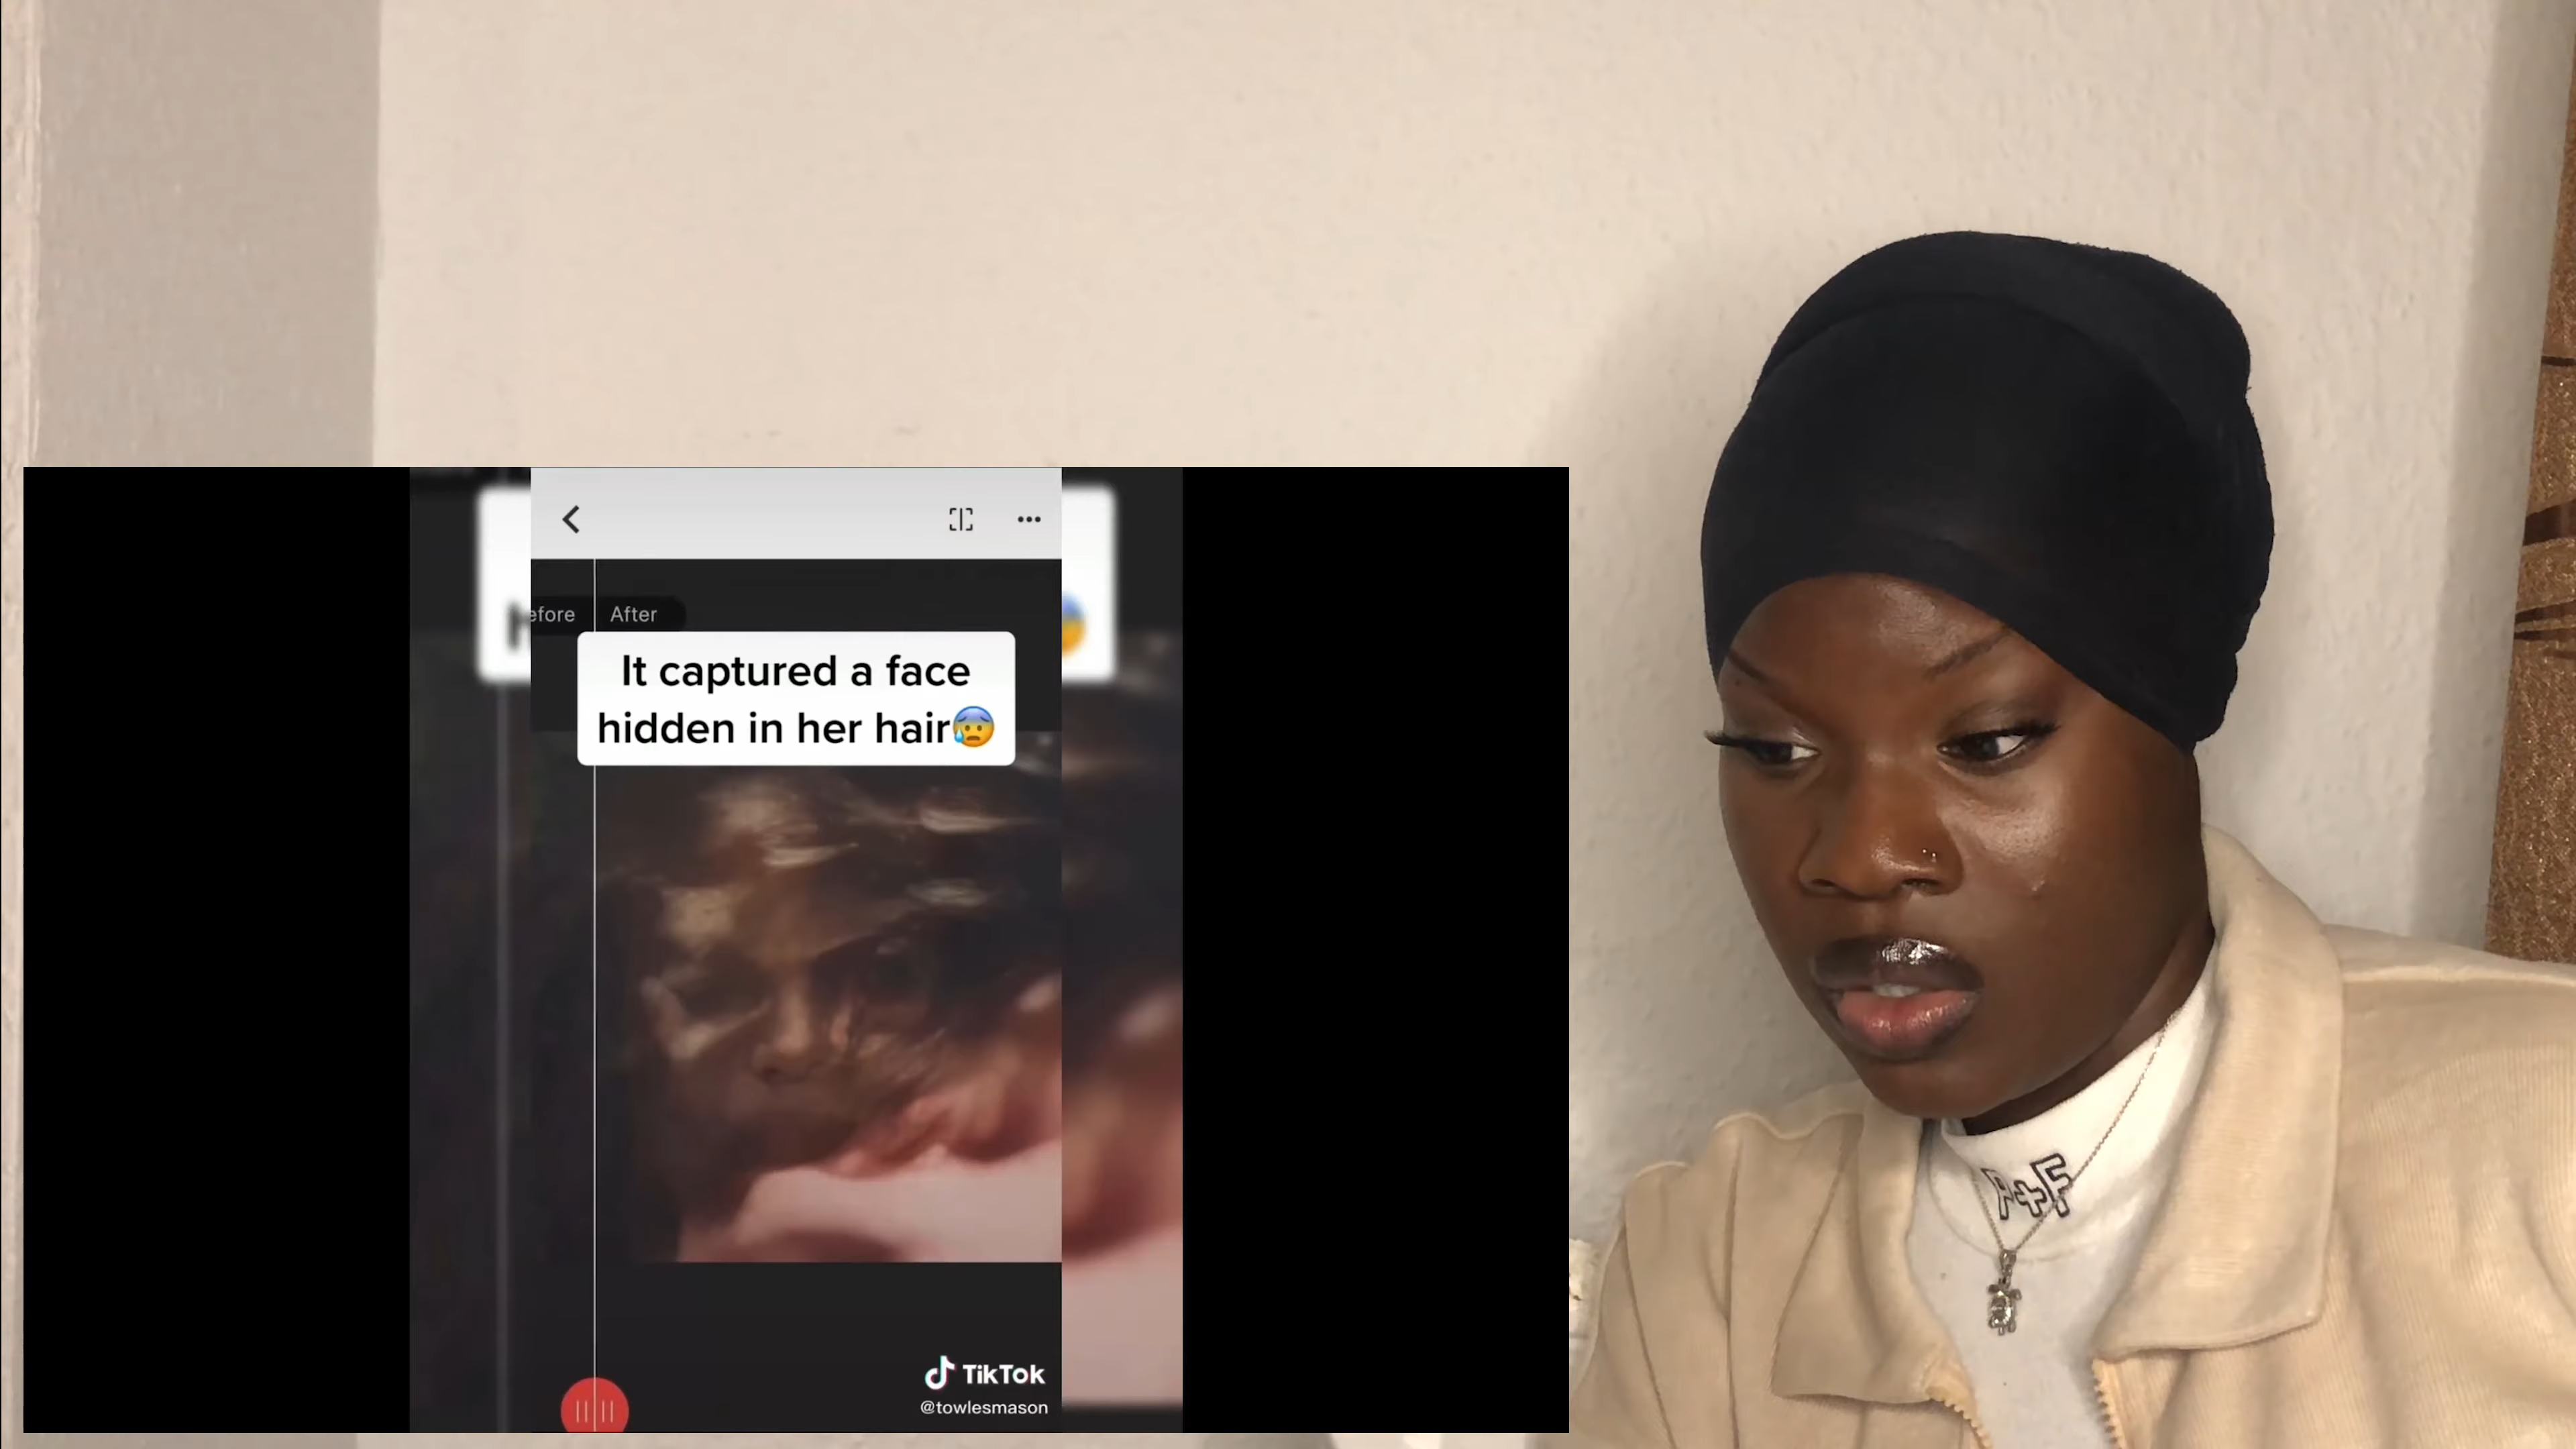 efore After
It captured a face
hidden in her hair😰
TikTok
@towlesmason
A+F